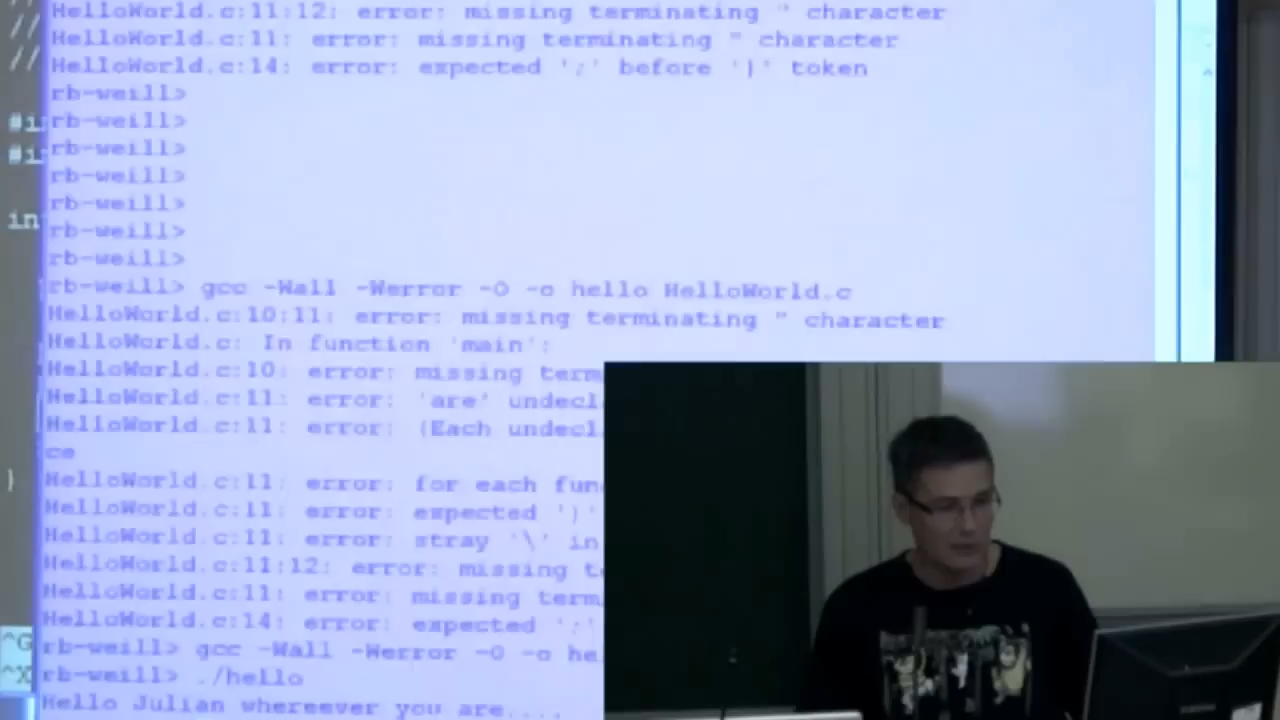 HelloWorld.c:11:12: error: missing terminating " character
HelloWorld.c:11: error: missing terminating " character
HelloWorld.c:14: error: expected ';' before '}' token
rb-weill>
rb-weill>
rb-weill>
rb-weill>
rb-weill>
rb-weill>
rb-weill>
rb-weill> gcc -Wall -Werror -O -o hello HelloWorld.c
HelloWorld.c:10:11: error: missing terminating " character
HelloWorld.c: In function 'main':
HelloWorld.c:10: error: missing term
HelloWorld.c:11: error: 'are' undecl
HelloWorld.c:11: error: (Each undecl
ce
HelloWorld.c:11: error: for each fun
HelloWorld.c:11: error: expected ')'
HelloWorld.c:11: error: stray '\' in
HelloWorld.c:11:12: error: missing t
HelloWorld.c:11: error: missing term
HelloWorld.c:14: error: expected ';'
rb-weill> gcc -Wall -Werror -O -o he
rb-weill> ./hello
Hello Julian whereever you are....
//
//
#i
#i
in
}
^G
^X